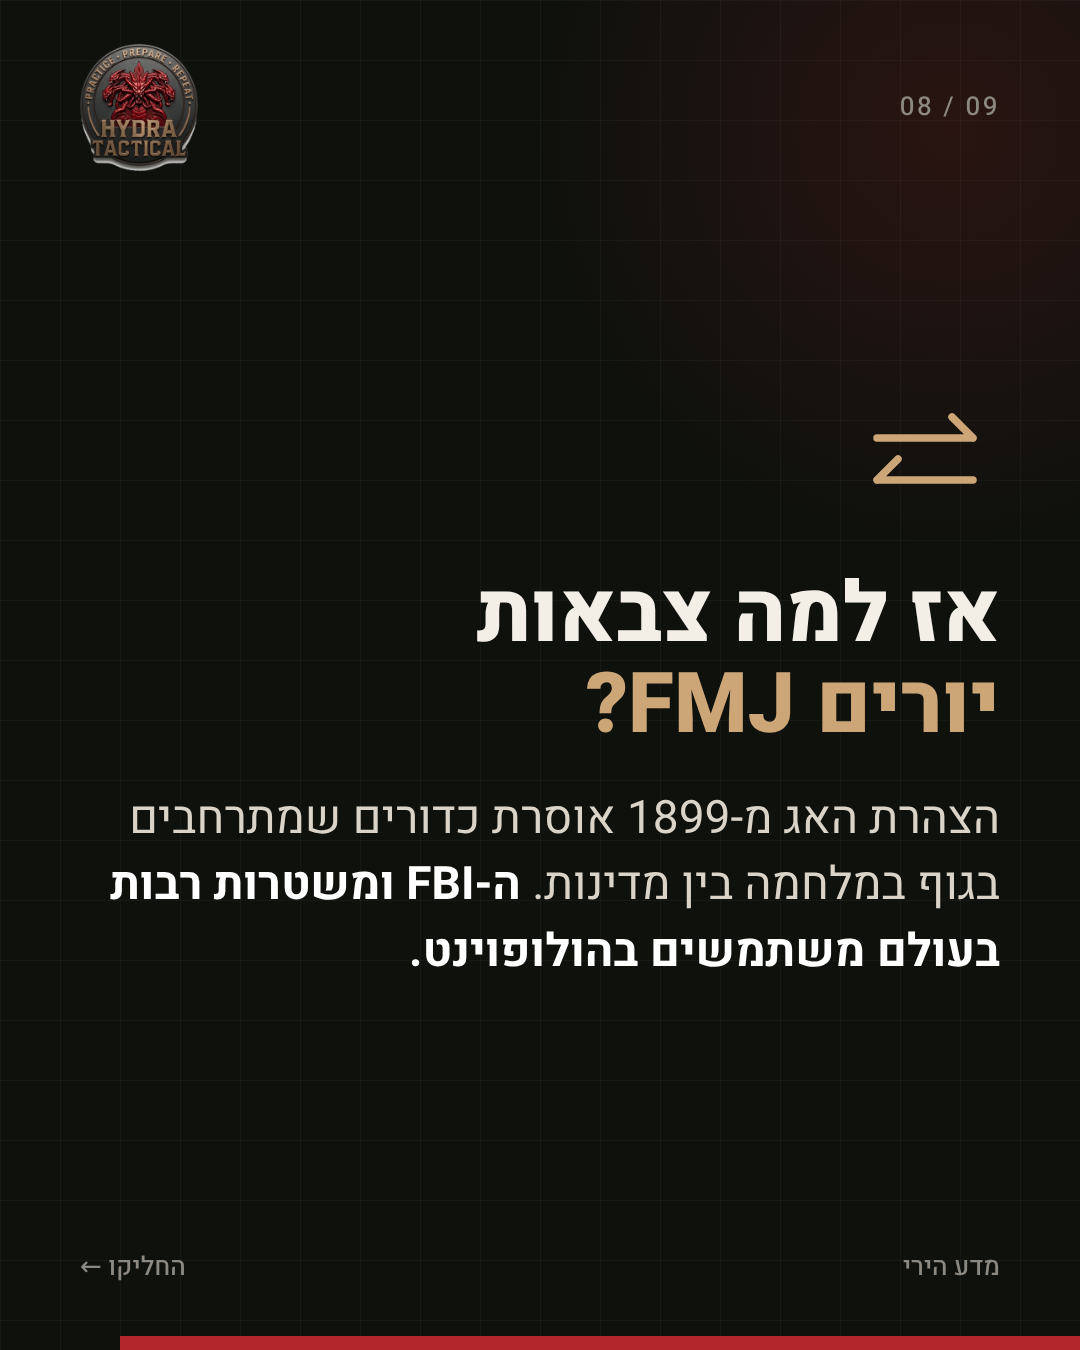 PRACTICE · PREPARE · REPEAT
HYDRA
TACTICAL
08 / 09
אז למה צבאות
יורים FMJ?
הצהרת האג מ-1899 אוסרת כדורים שמתרחבים
בגוף במלחמה בין מדינות. ה-FBI ומשטרות רבות
בעולם משתמשים בהולופוינט.
מדע הירי
החליקו ←